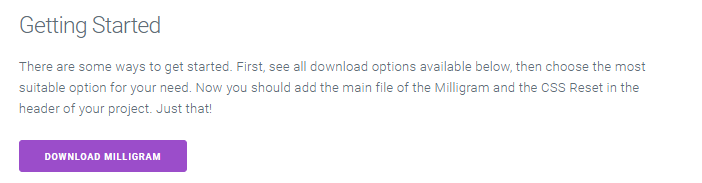 Getting Started
There are some ways to get started. First, see all download options available below, then choose the most
suitable option for your need. Now you should add the main file of the Milligram and the CSS Reset in the
header of your project. Just that!
DOWNLOAD MILLIGRAM